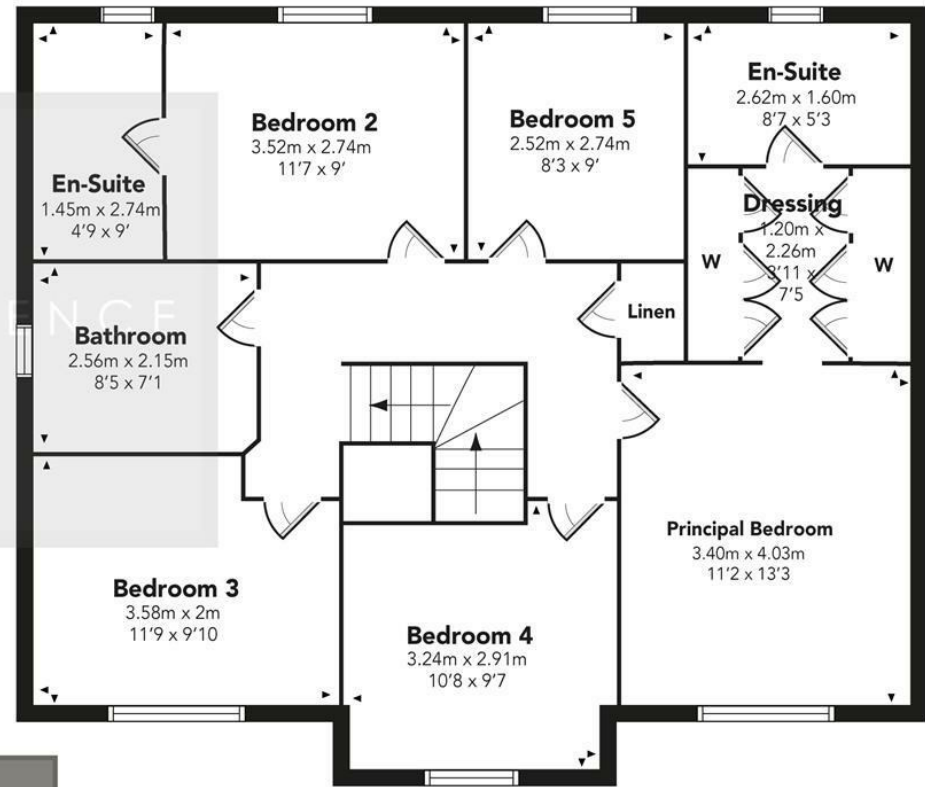 Bedroom 2
3.52m x 2.74m
11'7 x 9'
Bedroom 5
2.52m x 2.74m
8'3 x 9'
En-Suite
2.62m x 1.60m
8'7 x 5'3
En-Suite
1.45m x 2.74m
4'9 x 9'
Dressing
1.20m x
2.26m
3'11 x
7'5
W
W
Linen
ENCE
Bathroom
2.56m x 2.15m
8'5 x 7'1
Principal Bedroom
3.40m x 4.03m
11'2 x 13'3
Bedroom 3
3.58m x 2m
11'9 x 9'10
Bedroom 4
3.24m x 2.91m
10'8 x 9'7